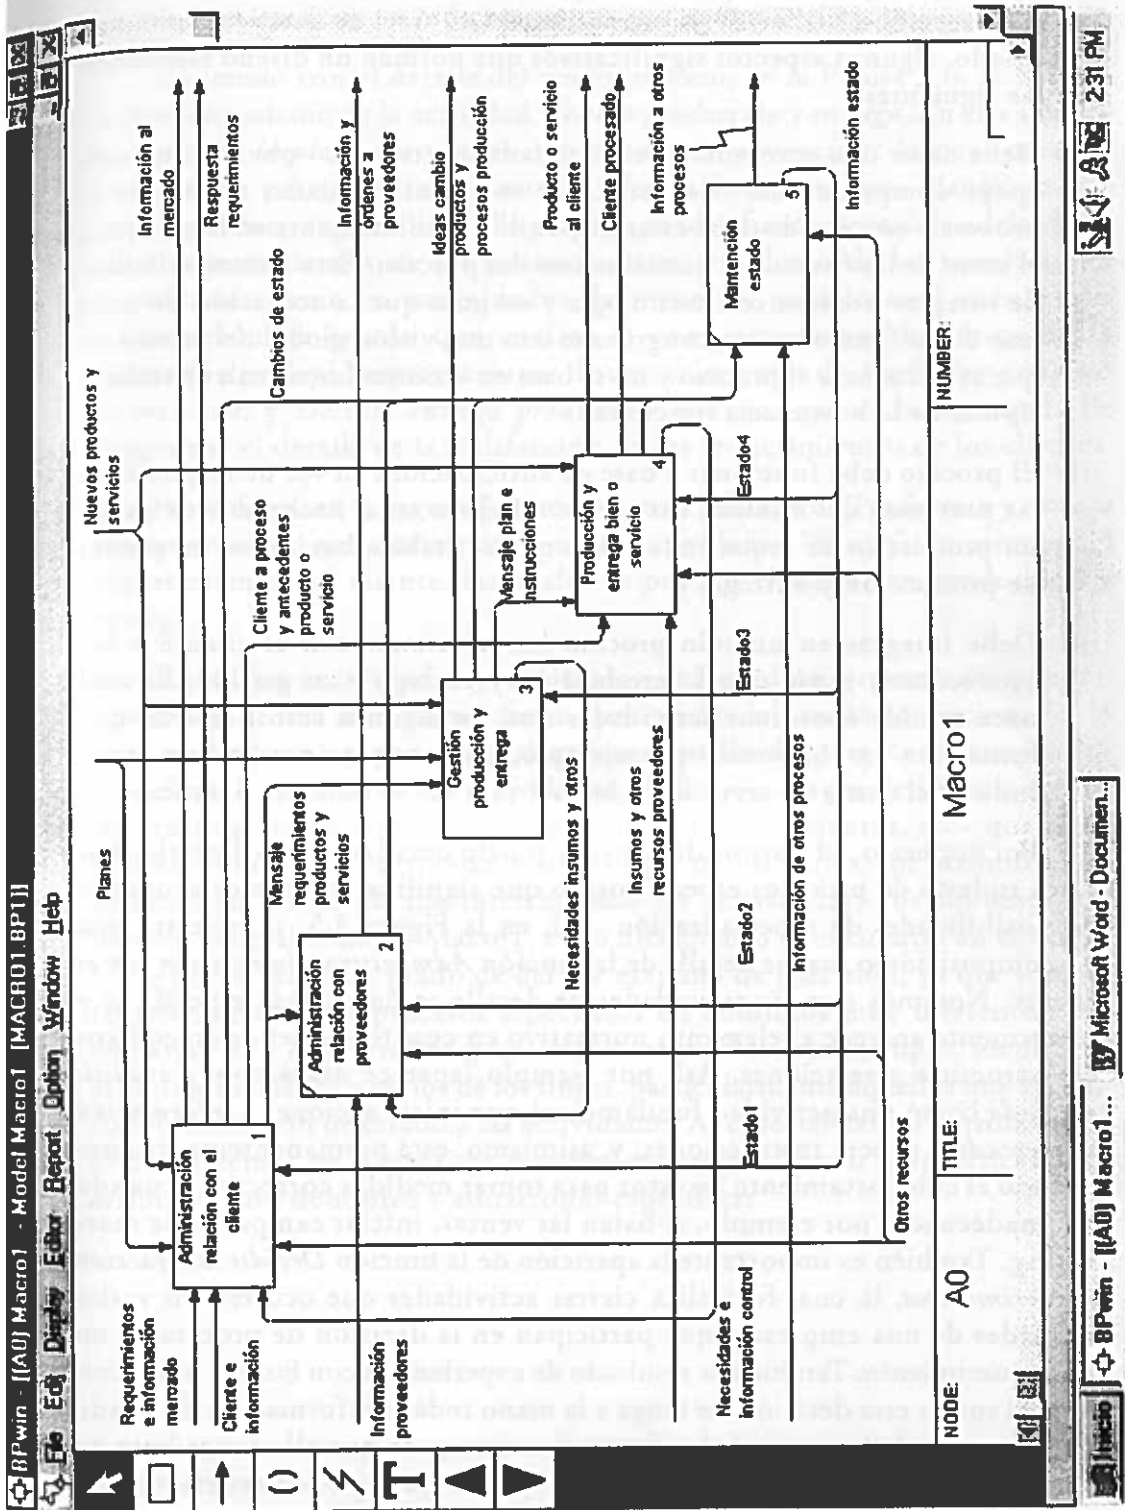 BPwin - [(A0) Macro1 - Model Macro1 [MACRO1.BP1]]
File Edit Display Editor Report Option Window Help
Planes
Nuevos productos y
servicios
Requerimientos
e información
mercado
Cliente e
información
Administración
relación con el
cliente
1
Información al
mercado
Respuesta
requerimientos
Cambios de estado
Información y
órdenes a
proveedores
Mensaje
requerimientos
productos y
servicios
Cliente a proceso
y antecedentes
producto o
servicio
Información
proveedores
Administración
relación con
proveedores
2
Ideas cambio
productos y
procesos producción
Gestión
producción y
entrega
3
Mensaje plan e
instrucciones
Necesidades insumos y otros
Producto o servicio
al cliente
Cliente procesado
Producción y
entrega bien o
servicio
4
Insumos y otros
recursos proveedores
Información a otros
procesos
Necesidades e
información control
Estado1
Estado2
Estado3
Estado4
Mantención
estado
5
Información de otros procesos
Información estado
Otros recursos
NODE:
A0
TITLE:
Macro1
NUMBER:
Inicio
BPwin - [(A0) Macro1 ...
Microsoft Word - Documen...
2:31 PM